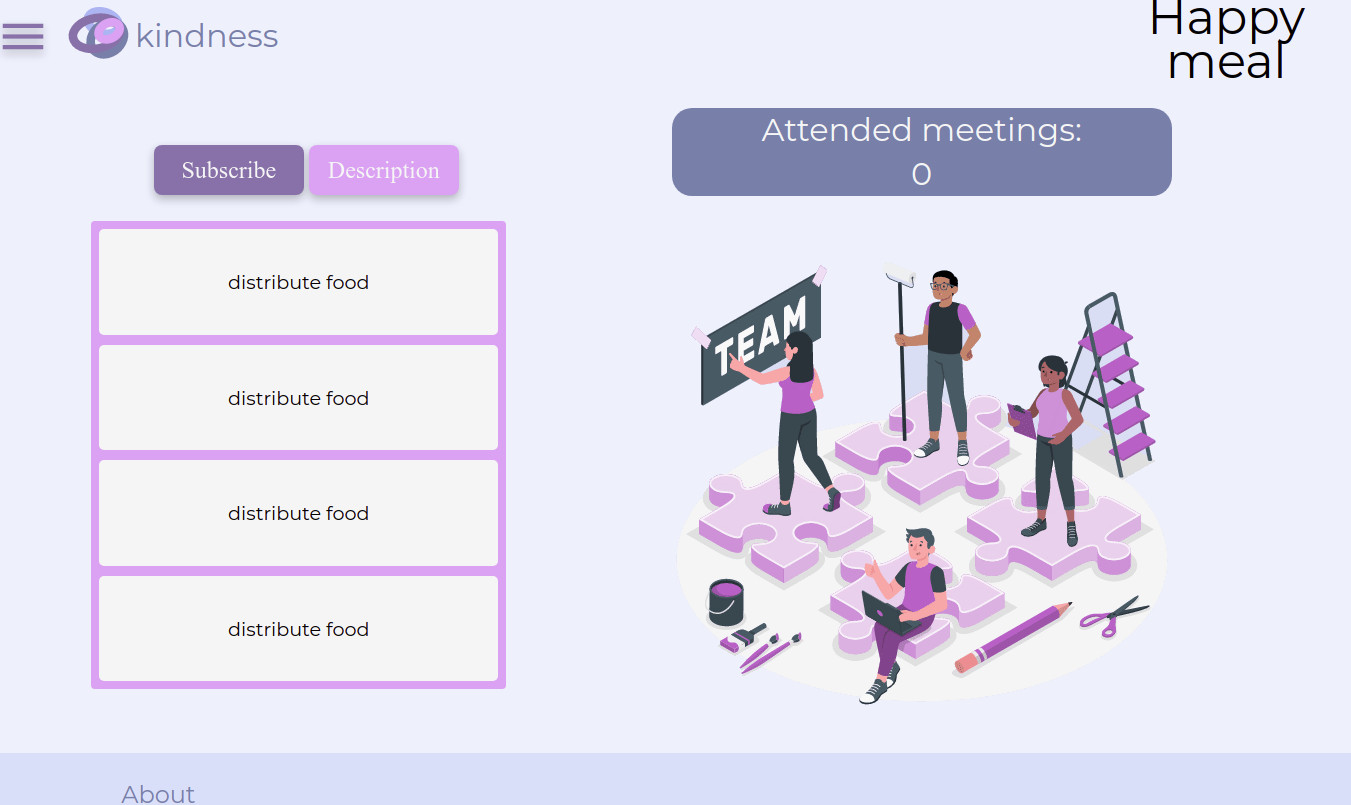 kindness
Happy
meal
Attended meetings:
0
Subscribe
Description
distribute food
distribute food
distribute food
distribute food
TEAM
About